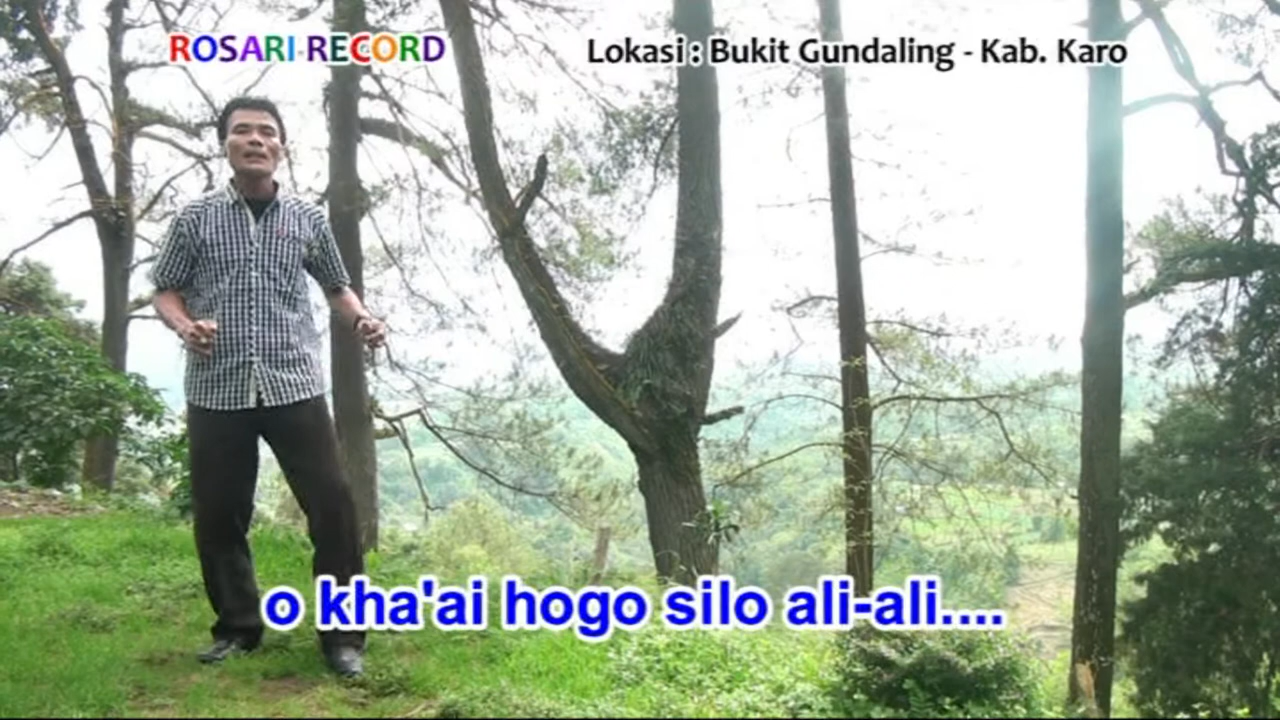 ROSARI RECORD
Lokasi : Bukit Gundaling - Kab. Karo
o kha'ai hogo silo ali-ali....